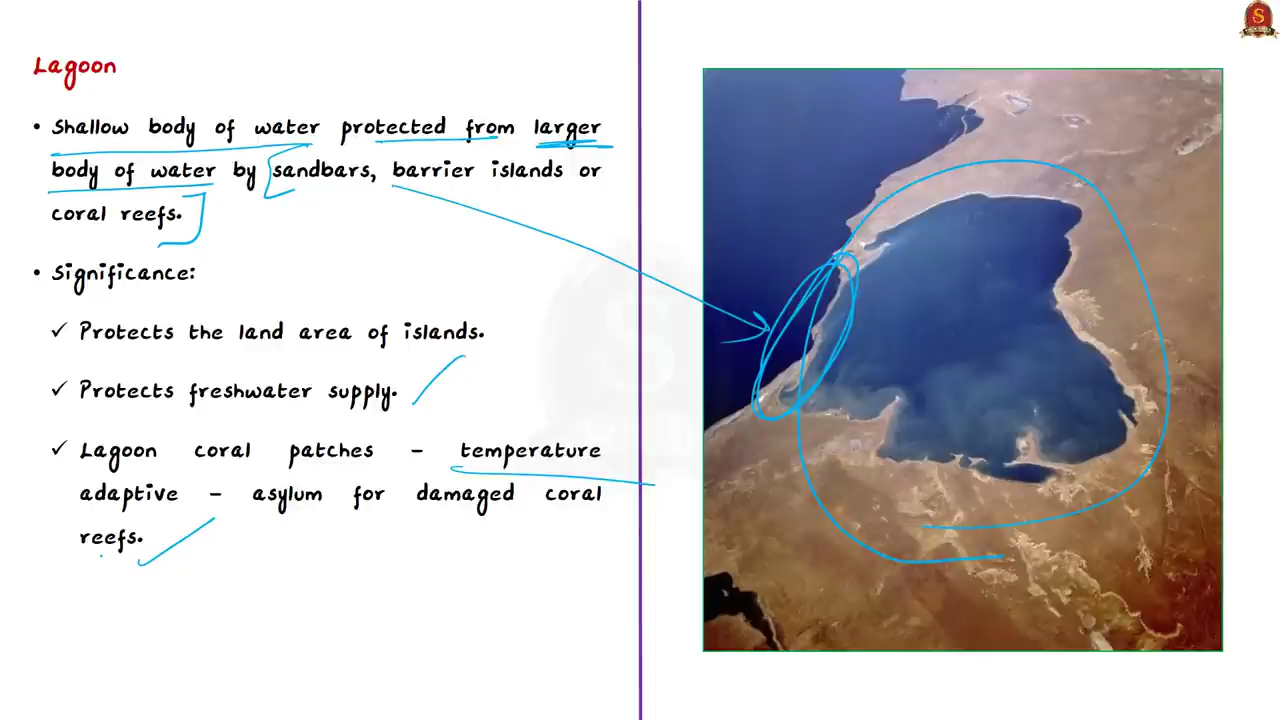 Lagoon
• Shallow body of water protected from larger
body of water by sandbars, barrier islands or
coral reefs.
• Significance:
✓ Protects the land area of islands.
✓ Protects freshwater supply.
✓ Lagoon coral patches – temperature
adaptive – asylum for damaged coral
reefs.
S